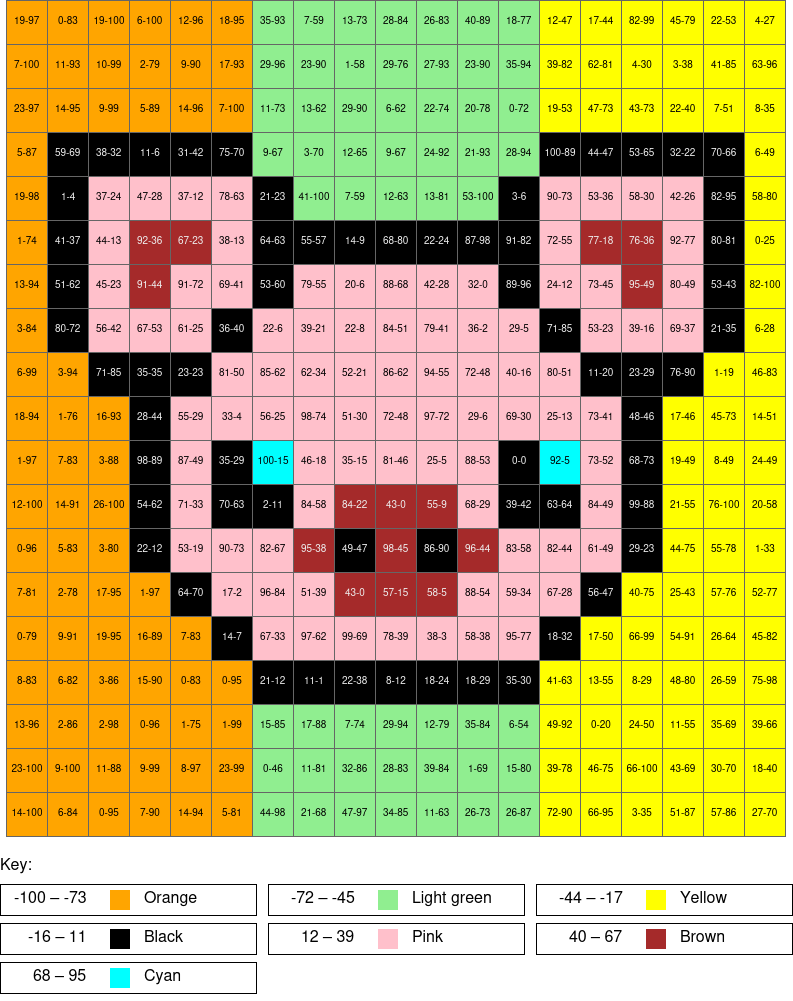 19-97 0-83 19-100 6-100 12-96 18-95 35-93 7-59 13-73 28-84 26-83 40-89 18-77 12-47 17-44 82-99 45-79 22-53 4-27
7-100 11-93 10-99 2-79 9-90 17-93 29-96 23-90 1-58 29-76 27-93 23-90 35-94 39-82 62-81 4-30 3-38 41-85 63-96
23-97 14-95 9-99 5-89 14-96 7-100 11-73 13-62 29-90 6-62 22-74 20-78 0-72 19-53 47-73 43-73 22-40 7-51 8-35
5-87 59-69 38-32 11-6 31-42 75-70 9-67 3-70 12-65 9-67 24-92 21-93 28-94 100-89 44-47 53-65 32-22 70-66 6-49
19-98 1-4 37-24 47-28 37-12 78-63 21-23 41-100 7-59 12-63 13-81 53-100 3-6 90-73 53-36 58-30 42-26 82-95 58-80
1-74 41-37 44-13 92-36 67-23 38-13 64-63 55-57 14-9 68-80 22-24 87-98 91-82 72-55 77-18 76-36 92-77 80-81 0-25
13-94 51-62 45-23 91-44 91-72 69-41 53-60 79-55 20-6 88-68 42-28 32-0 89-96 24-12 73-45 95-49 80-49 53-43 82-100
3-84 80-72 56-42 67-53 61-25 36-40 22-6 39-21 22-8 84-51 79-41 36-2 29-5 71-85 53-23 39-16 69-37 21-35 6-28
6-99 3-94 71-85 35-35 23-23 81-50 85-62 62-34 52-21 86-62 94-55 72-48 40-16 80-51 11-20 23-29 76-90 1-19 46-83
18-94 1-76 16-93 28-44 55-29 33-4 56-25 98-74 51-30 72-48 97-72 29-6 69-30 25-13 73-41 48-46 17-46 45-73 14-51
1-97 7-83 3-88 98-89 87-49 35-29 100-15 46-18 35-15 81-46 25-5 88-53 0-0 92-5 73-52 68-73 19-49 8-49 24-49
12-100 14-91 26-100 54-62 71-33 70-63 2-11 84-58 84-22 43-0 55-9 68-29 39-42 63-64 84-49 99-88 21-55 76-100 20-58
0-96 5-83 3-80 22-12 53-19 90-73 82-67 95-38 49-47 98-45 86-90 96-44 83-58 82-44 61-49 29-23 44-75 55-78 1-33
7-81 2-78 17-95 1-97 64-70 17-2 96-84 51-39 43-0 57-15 58-5 88-54 59-34 67-28 56-47 40-75 25-43 57-76 52-77
0-79 9-91 19-95 16-89 7-83 14-7 67-33 97-62 99-69 78-39 38-3 58-38 95-77 18-32 17-50 66-99 54-91 26-64 45-82
8-83 6-82 3-86 15-90 0-83 0-95 21-12 11-1 22-38 8-12 18-24 18-29 35-30 41-63 13-55 8-29 48-80 26-59 75-98
13-96 2-86 2-98 0-96 1-75 1-99 15-85 17-88 7-74 29-94 12-79 35-84 6-54 49-92 0-20 24-50 11-55 35-69 39-66
23-100 9-100 11-88 9-99 8-97 23-99 0-46 11-81 32-86 28-83 39-84 1-69 15-80 39-78 46-75 66-100 43-69 30-70 18-40
14-100 6-84 0-95 7-90 14-94 5-81 44-98 21-68 47-97 34-85 11-63 26-73 26-87 72-90 66-95 3-35 51-87 57-86 27-70
Key:
-100 – -73 Orange -72 – -45 Light green -44 – -17 Yellow
-16 – 11 Black 12 – 39 Pink 40 – 67 Brown
68 – 95 Cyan